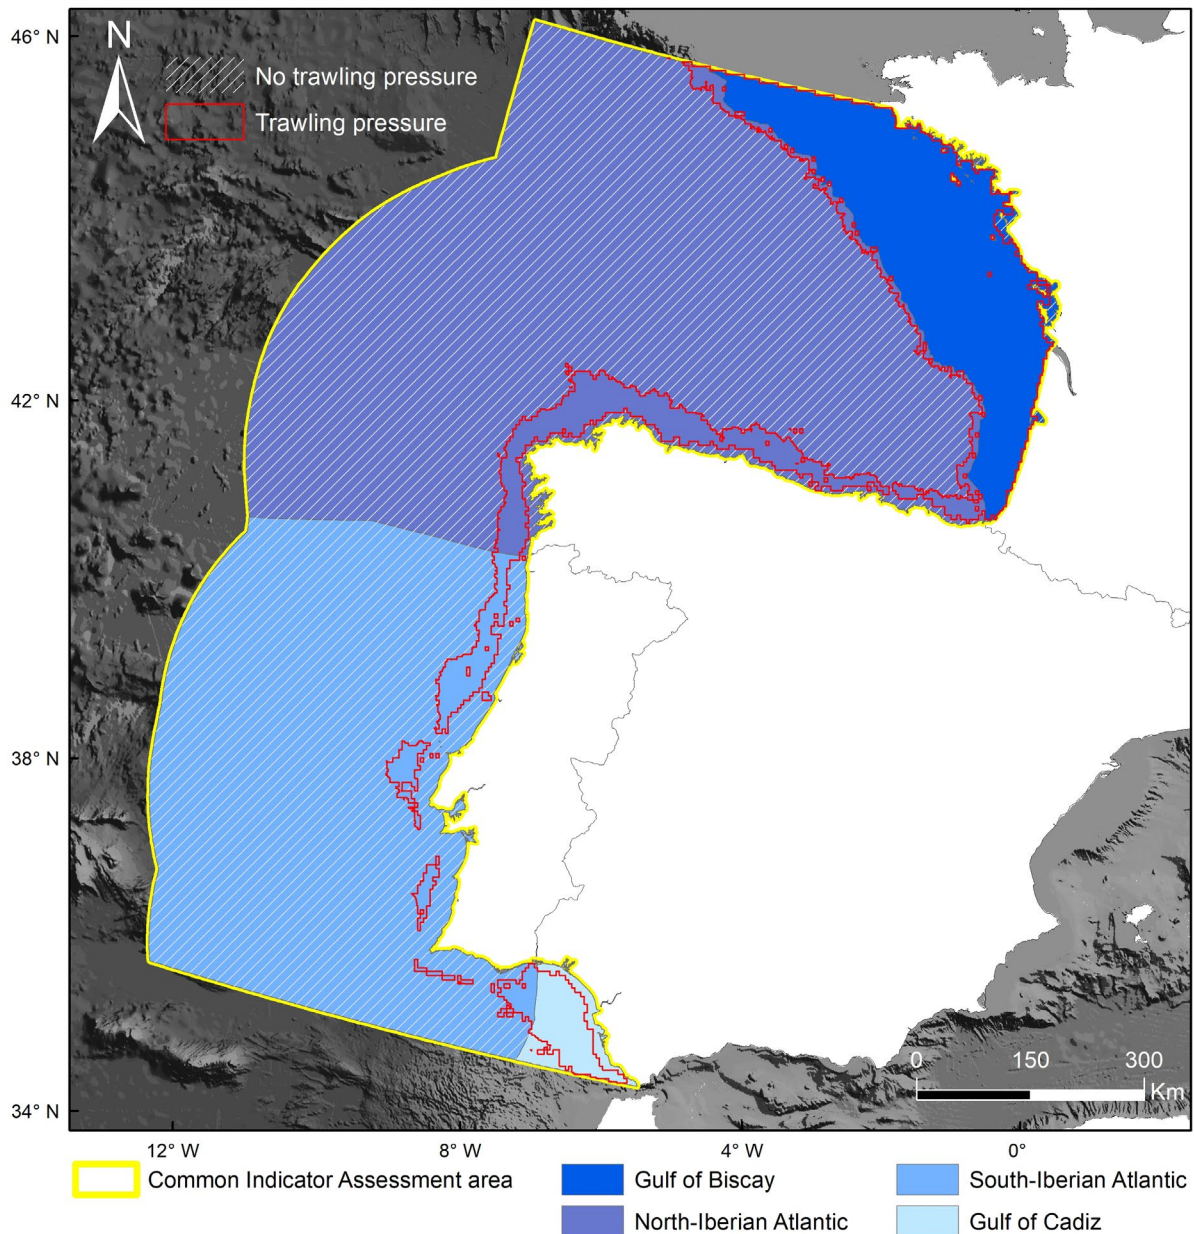 46° N
N
No trawling pressure
Trawling pressure
42° N
38° N
0 150 300
Km
34° N
12° W 8° W 4° W 0°
Common Indicator Assessment area
Gulf of Biscay
South-Iberian Atlantic
North-Iberian Atlantic
Gulf of Cadiz